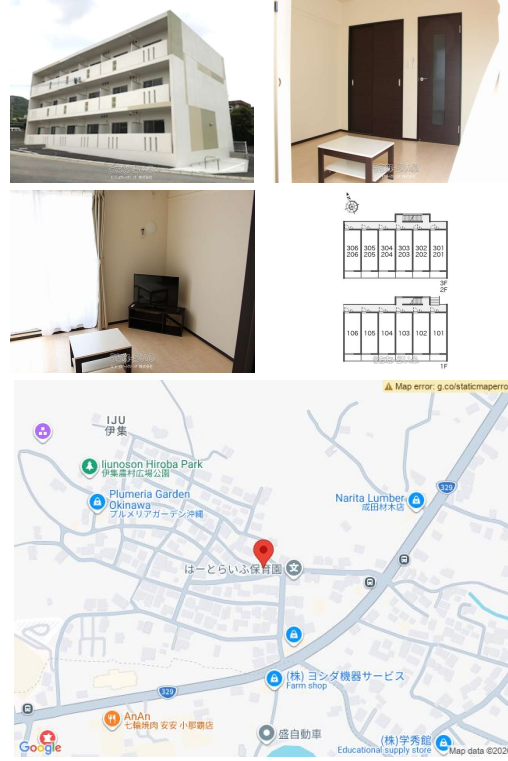 306 305 304 303 302 301
206 205 204 203 202 201
3F
2F
106 105 104 103 102 101
1F
Map error: g.co/staticmaperro
IJU
伊集
Ijunoson Hiroba Park
伊集農村広場公園
Plumeria Garden
Okinawa
プルメリアガーデン沖縄
329
Narita Lumber
成田材木店
はーとらいふ保育園
(株) ヨシダ機器サービス
Farm shop
329
AnAn
七輪焼肉 安安 小那覇店
盛自動車
(株)学秀館
Educational supply store
Google
Map data ©2026